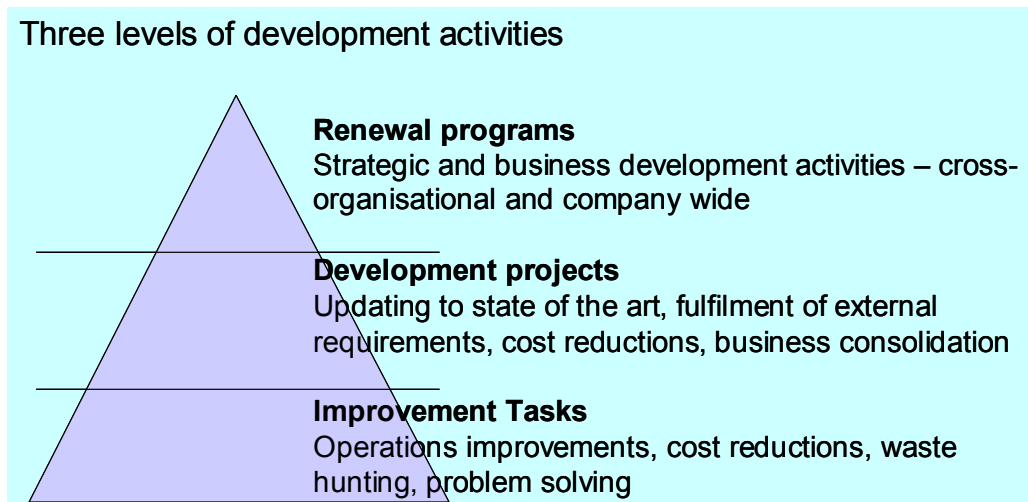 Three levels of development activities
Renewal programs
Strategic and business development activities – cross-
organisational and company wide
Development projects
Updating to state of the art, fulfilment of external
requirements, cost reductions, business consolidation
Improvement Tasks
Operations improvements, cost reductions, waste
hunting, problem solving